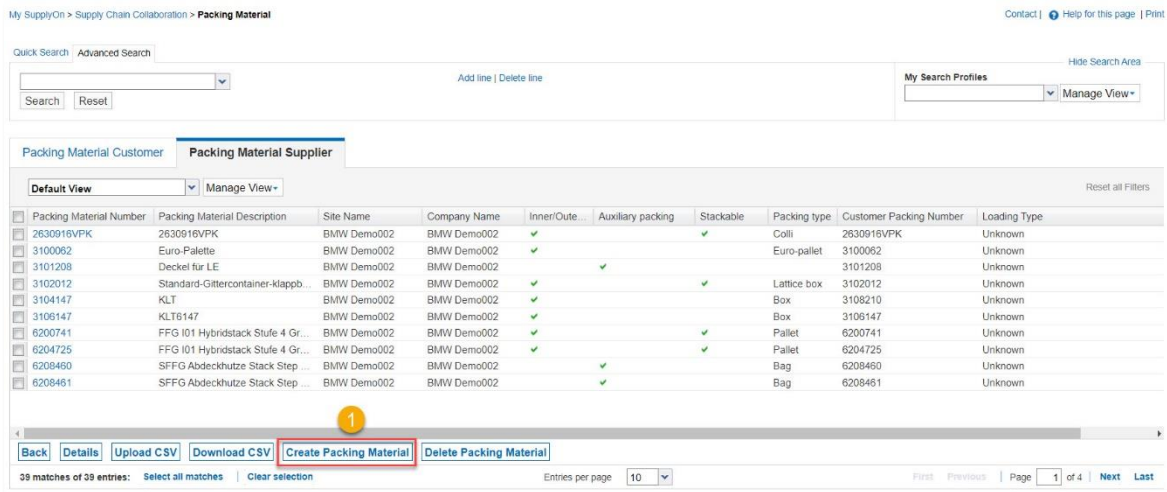 My SupplyOn > Supply Chain Collaboration > Packing Material
Contact | Help for this page | Print
Quick Search Advanced Search
Hide Search Area
Add line | Delete line
My Search Profiles
Search Reset
Manage View
Packing Material Customer Packing Material Supplier
Default View Manage View Reset all Filters
Packing Material Number Packing Material Description Site Name Company Name Inner/Oute... Auxiliary packing Stackable Packing type Customer Packing Number Loading Type
2630916VPK 2630916VPK BMW Demo002 BMW Demo002 Colli 2630916VPK Unknown
3100062 Euro-Palette BMW Demo002 BMW Demo002 Euro-pallet 3100062 Unknown
3101208 Deckel für LE BMW Demo002 BMW Demo002 3101208 Unknown
3102012 Standard-Gittercontainer-klappb... BMW Demo002 BMW Demo002 Lattice box 3102012 Unknown
3104147 KLT BMW Demo002 BMW Demo002 Box 3108210 Unknown
3106147 KLT6147 BMW Demo002 BMW Demo002 Box 3106147 Unknown
6200741 FFG I01 Hybridstack Stufe 4 Gr... BMW Demo002 BMW Demo002 Pallet 6200741 Unknown
6204725 FFG I01 Hybridstack Stufe 4 Gr... BMW Demo002 BMW Demo002 Pallet 6204725 Unknown
6208460 SFFG Abdeckhutze Stack Step ... BMW Demo002 BMW Demo002 Bag 6208460 Unknown
6208461 SFFG Abdeckhutze Stack Step ... BMW Demo002 BMW Demo002 Bag 6208461 Unknown
1
Back Details Upload CSV Download CSV Create Packing Material Delete Packing Material
39 matches of 39 entries: Select all matches | Clear selection Entries per page 10 First Previous | Page 1 of 4 | Next Last